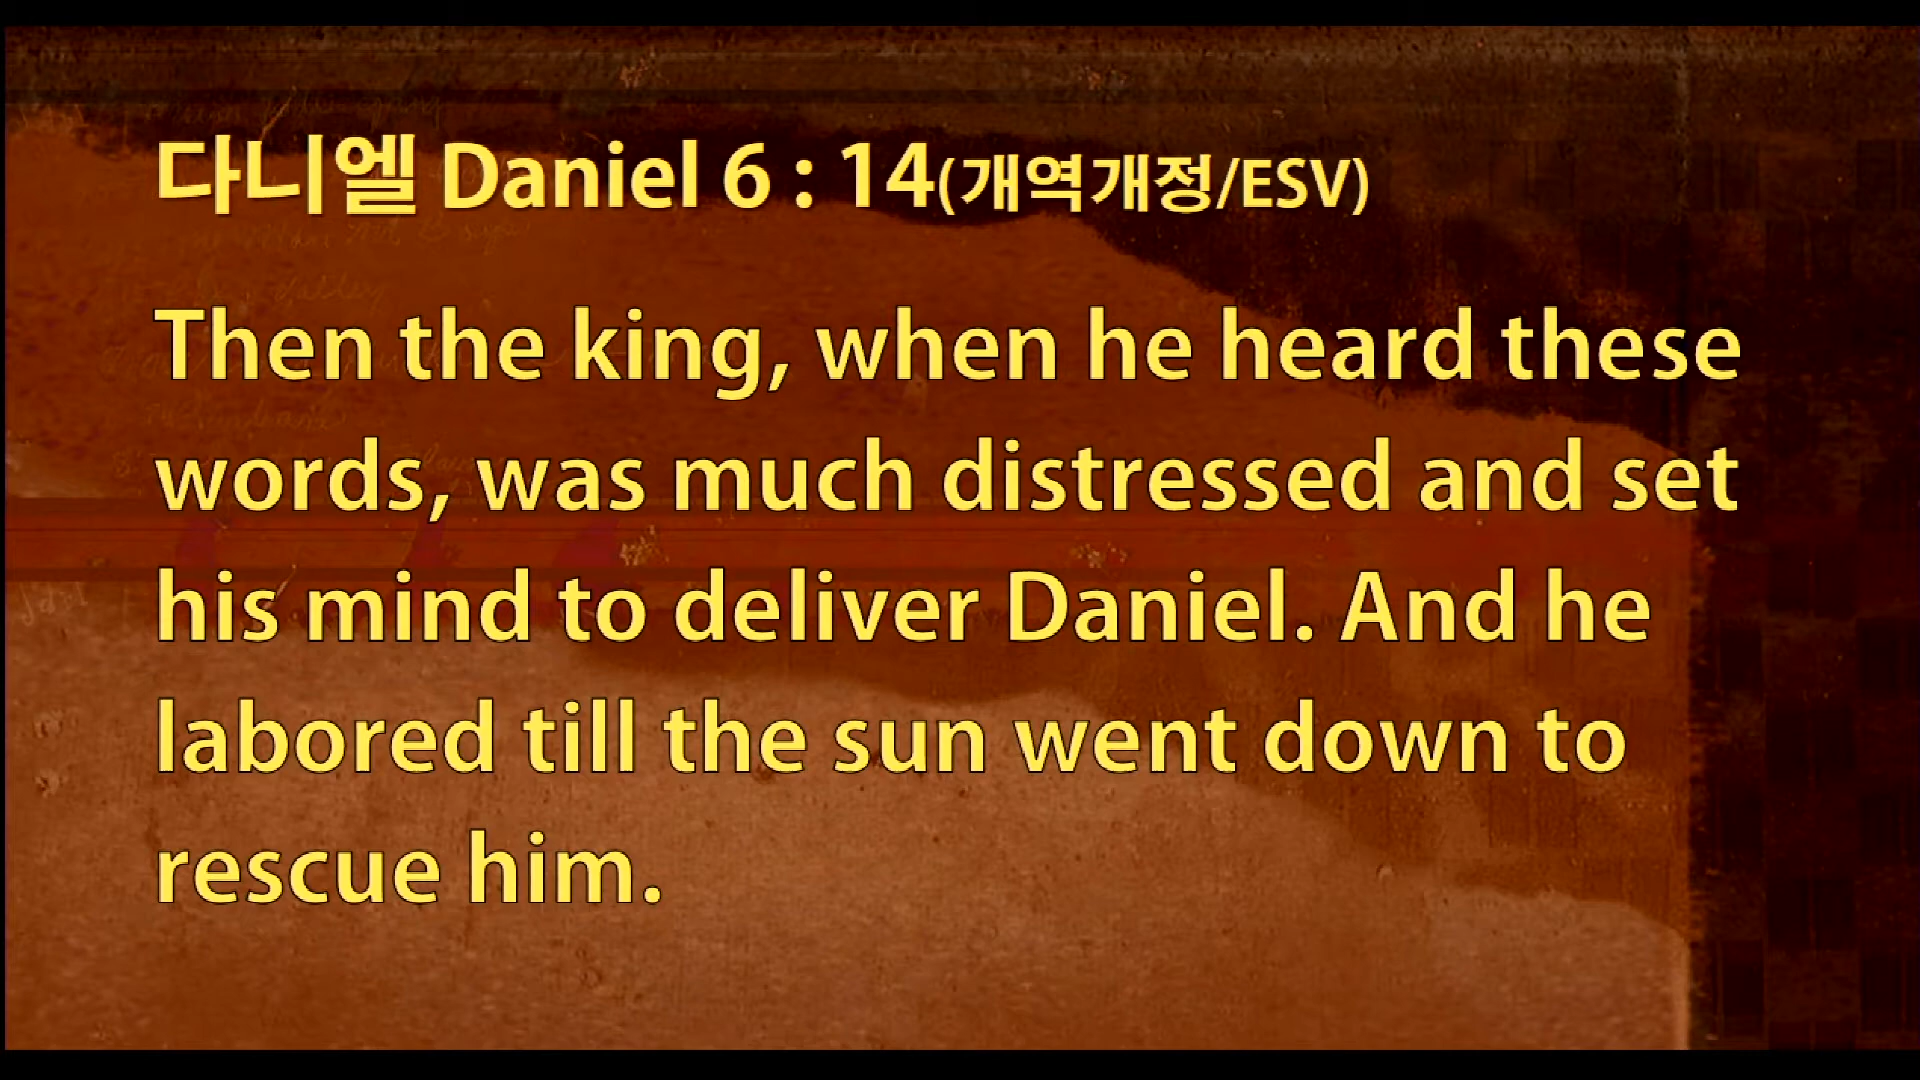 다니엘 Daniel 6 : 14(개역개정/ESV)
Then the king, when he heard these
words, was much distressed and set
his mind to deliver Daniel. And he
labored till the sun went down to
rescue him.